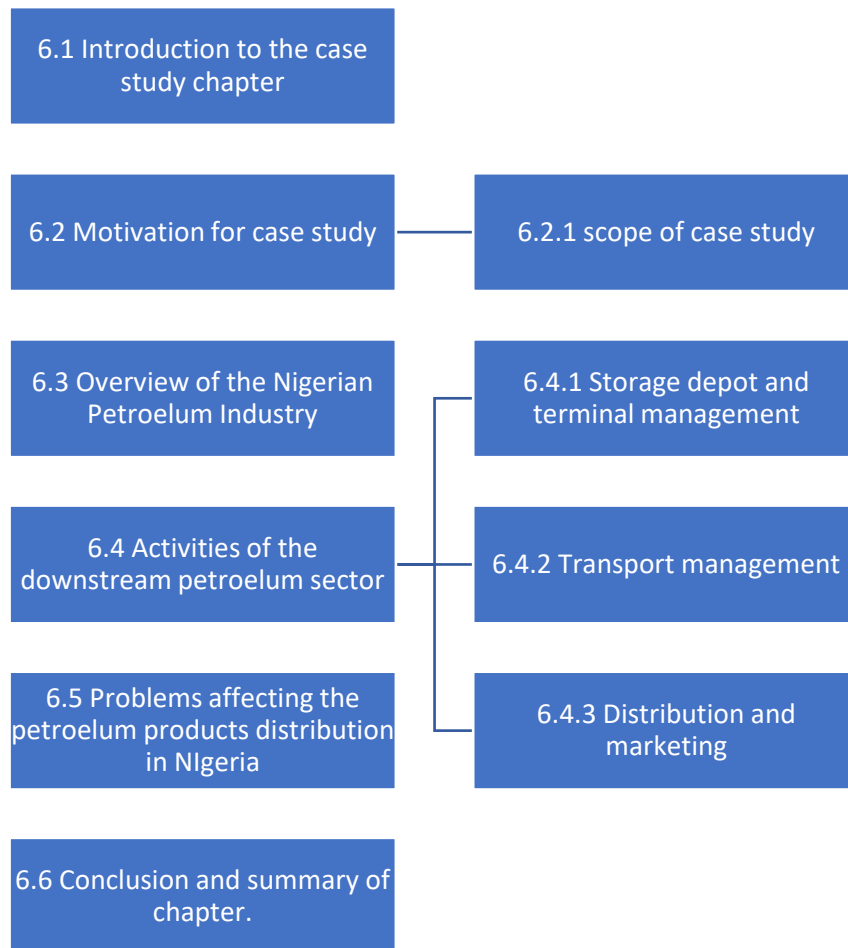 6.1 Introduction to the case
study chapter
6.2 Motivation for case study
6.2.1 scope of case study
6.3 Overview of the Nigerian
Petroelum Industry
6.4 Activities of the
downstream petroelum sector
6.4.1 Storage depot and
terminal management
6.4.2 Transport management
6.4.3 Distribution and
marketing
6.5 Problems affecting the
petroelum products distribution
in NIgeria
6.6 Conclusion and summary of
chapter.